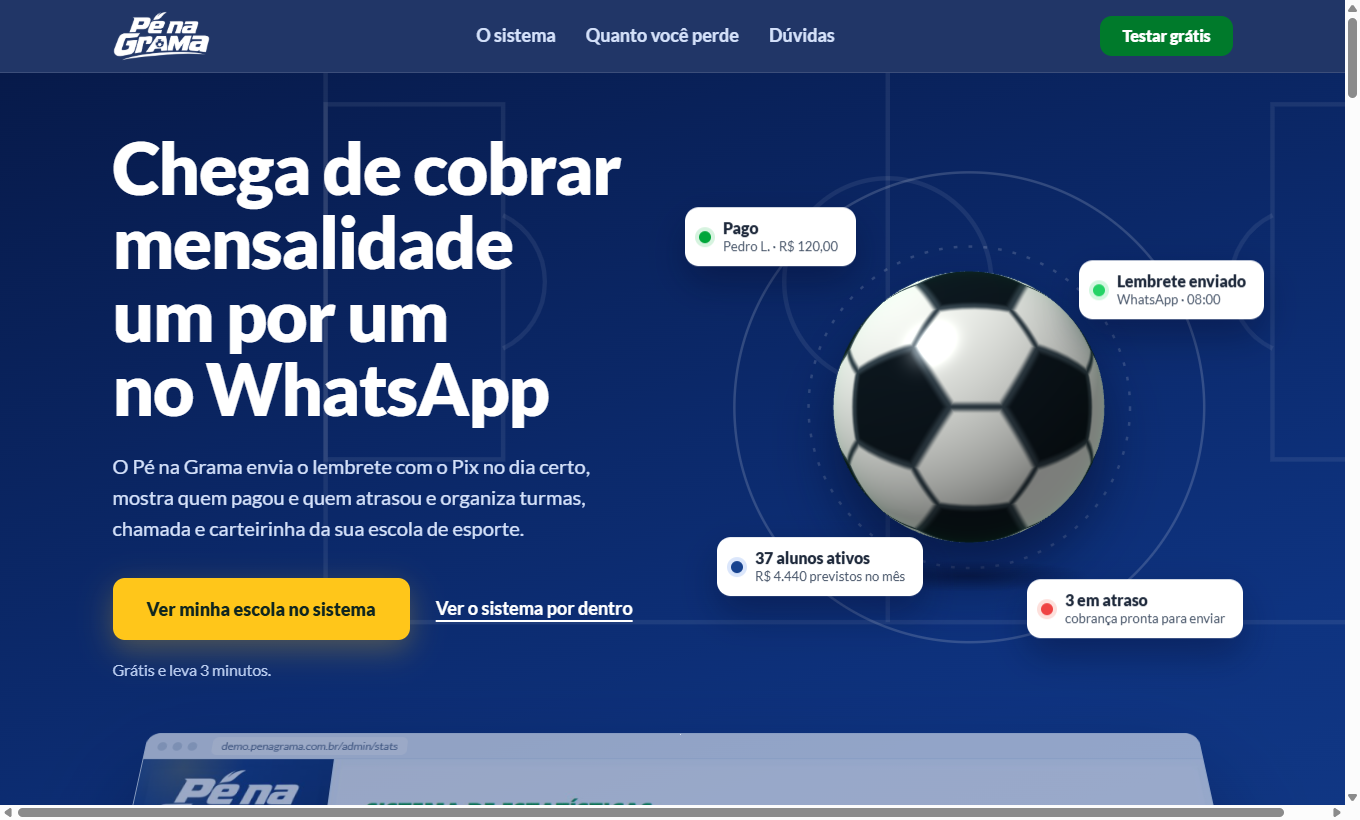 Pé na
Grama
O sistema
Quanto você perde
Dúvidas
Testar grátis
Chega de cobrar
mensalidade
um por um
no WhatsApp
O Pé na Grama envia o lembrete com o Pix no dia certo,
mostra quem pagou e quem atrasou e organiza turmas,
chamada e carteirinha da sua escola de esporte.
Ver minha escola no sistema
Ver o sistema por dentro
Grátis e leva 3 minutos.
Pago
Pedro L. · R$ 120,00
Lembrete enviado
WhatsApp · 08:00
37 alunos ativos
R$ 4.440 previstos no mês
3 em atraso
cobrança pronta para enviar
demo.penagrama.com.br/admin/stats
Pé na